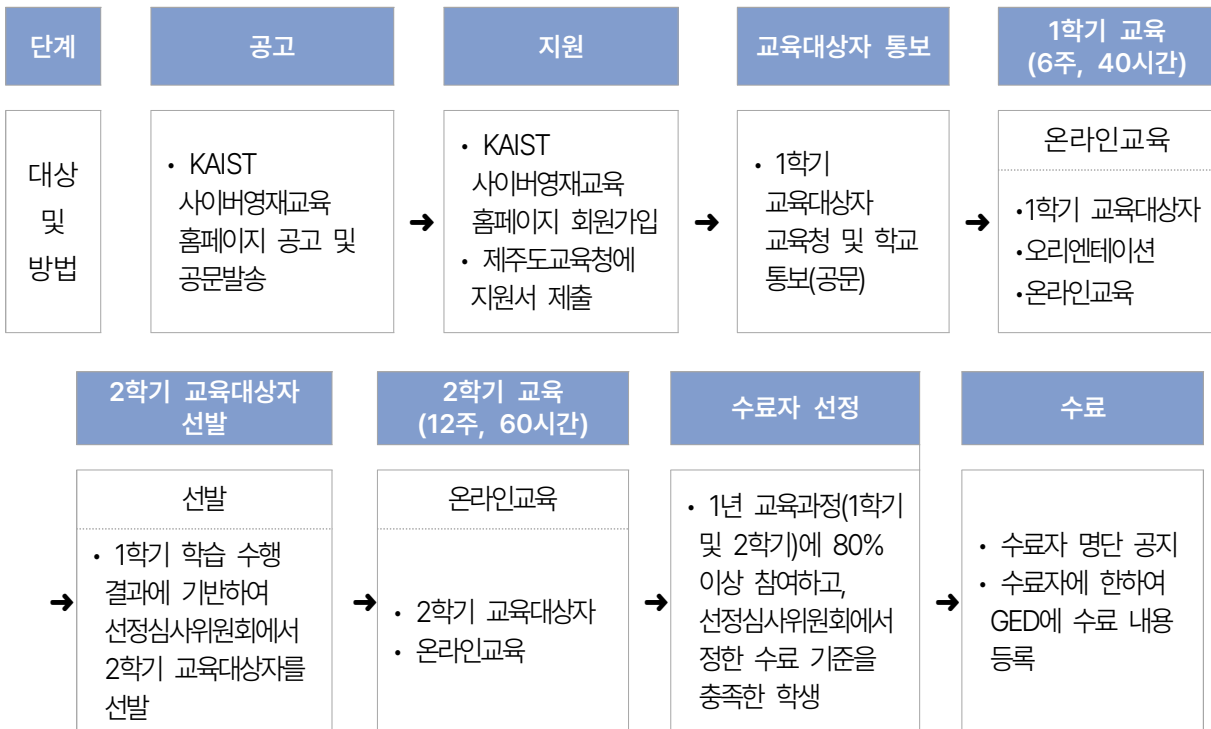 단계
공고
지원
교육대상자 통보
1학기 교육
(6주, 40시간)
대상
및
방법
• KAIST
사이버영재교육
홈페이지 공고 및
공문발송
➜
• KAIST
사이버영재교육
홈페이지 회원가입
• 제주도교육청에
지원서 제출
➜
• 1학기
교육대상자
교육청 및 학교
통보(공문)
➜
온라인교육
•1학기 교육대상자
•오리엔테이션
•온라인교육
2학기 교육대상자
선발
2학기 교육
(12주, 60시간)
수료자 선정
수료
➜
선발
• 1학기 학습 수행
결과에 기반하여
선정심사위원회에서
2학기 교육대상자를
선발
➜
온라인교육
• 2학기 교육대상자
• 온라인교육
➜
• 1년 교육과정(1학기
및 2학기)에 80%
이상 참여하고,
선정심사위원회에서
정한 수료 기준을
충족한 학생
➜
• 수료자 명단 공지
• 수료자에 한하여
GED에 수료 내용
등록